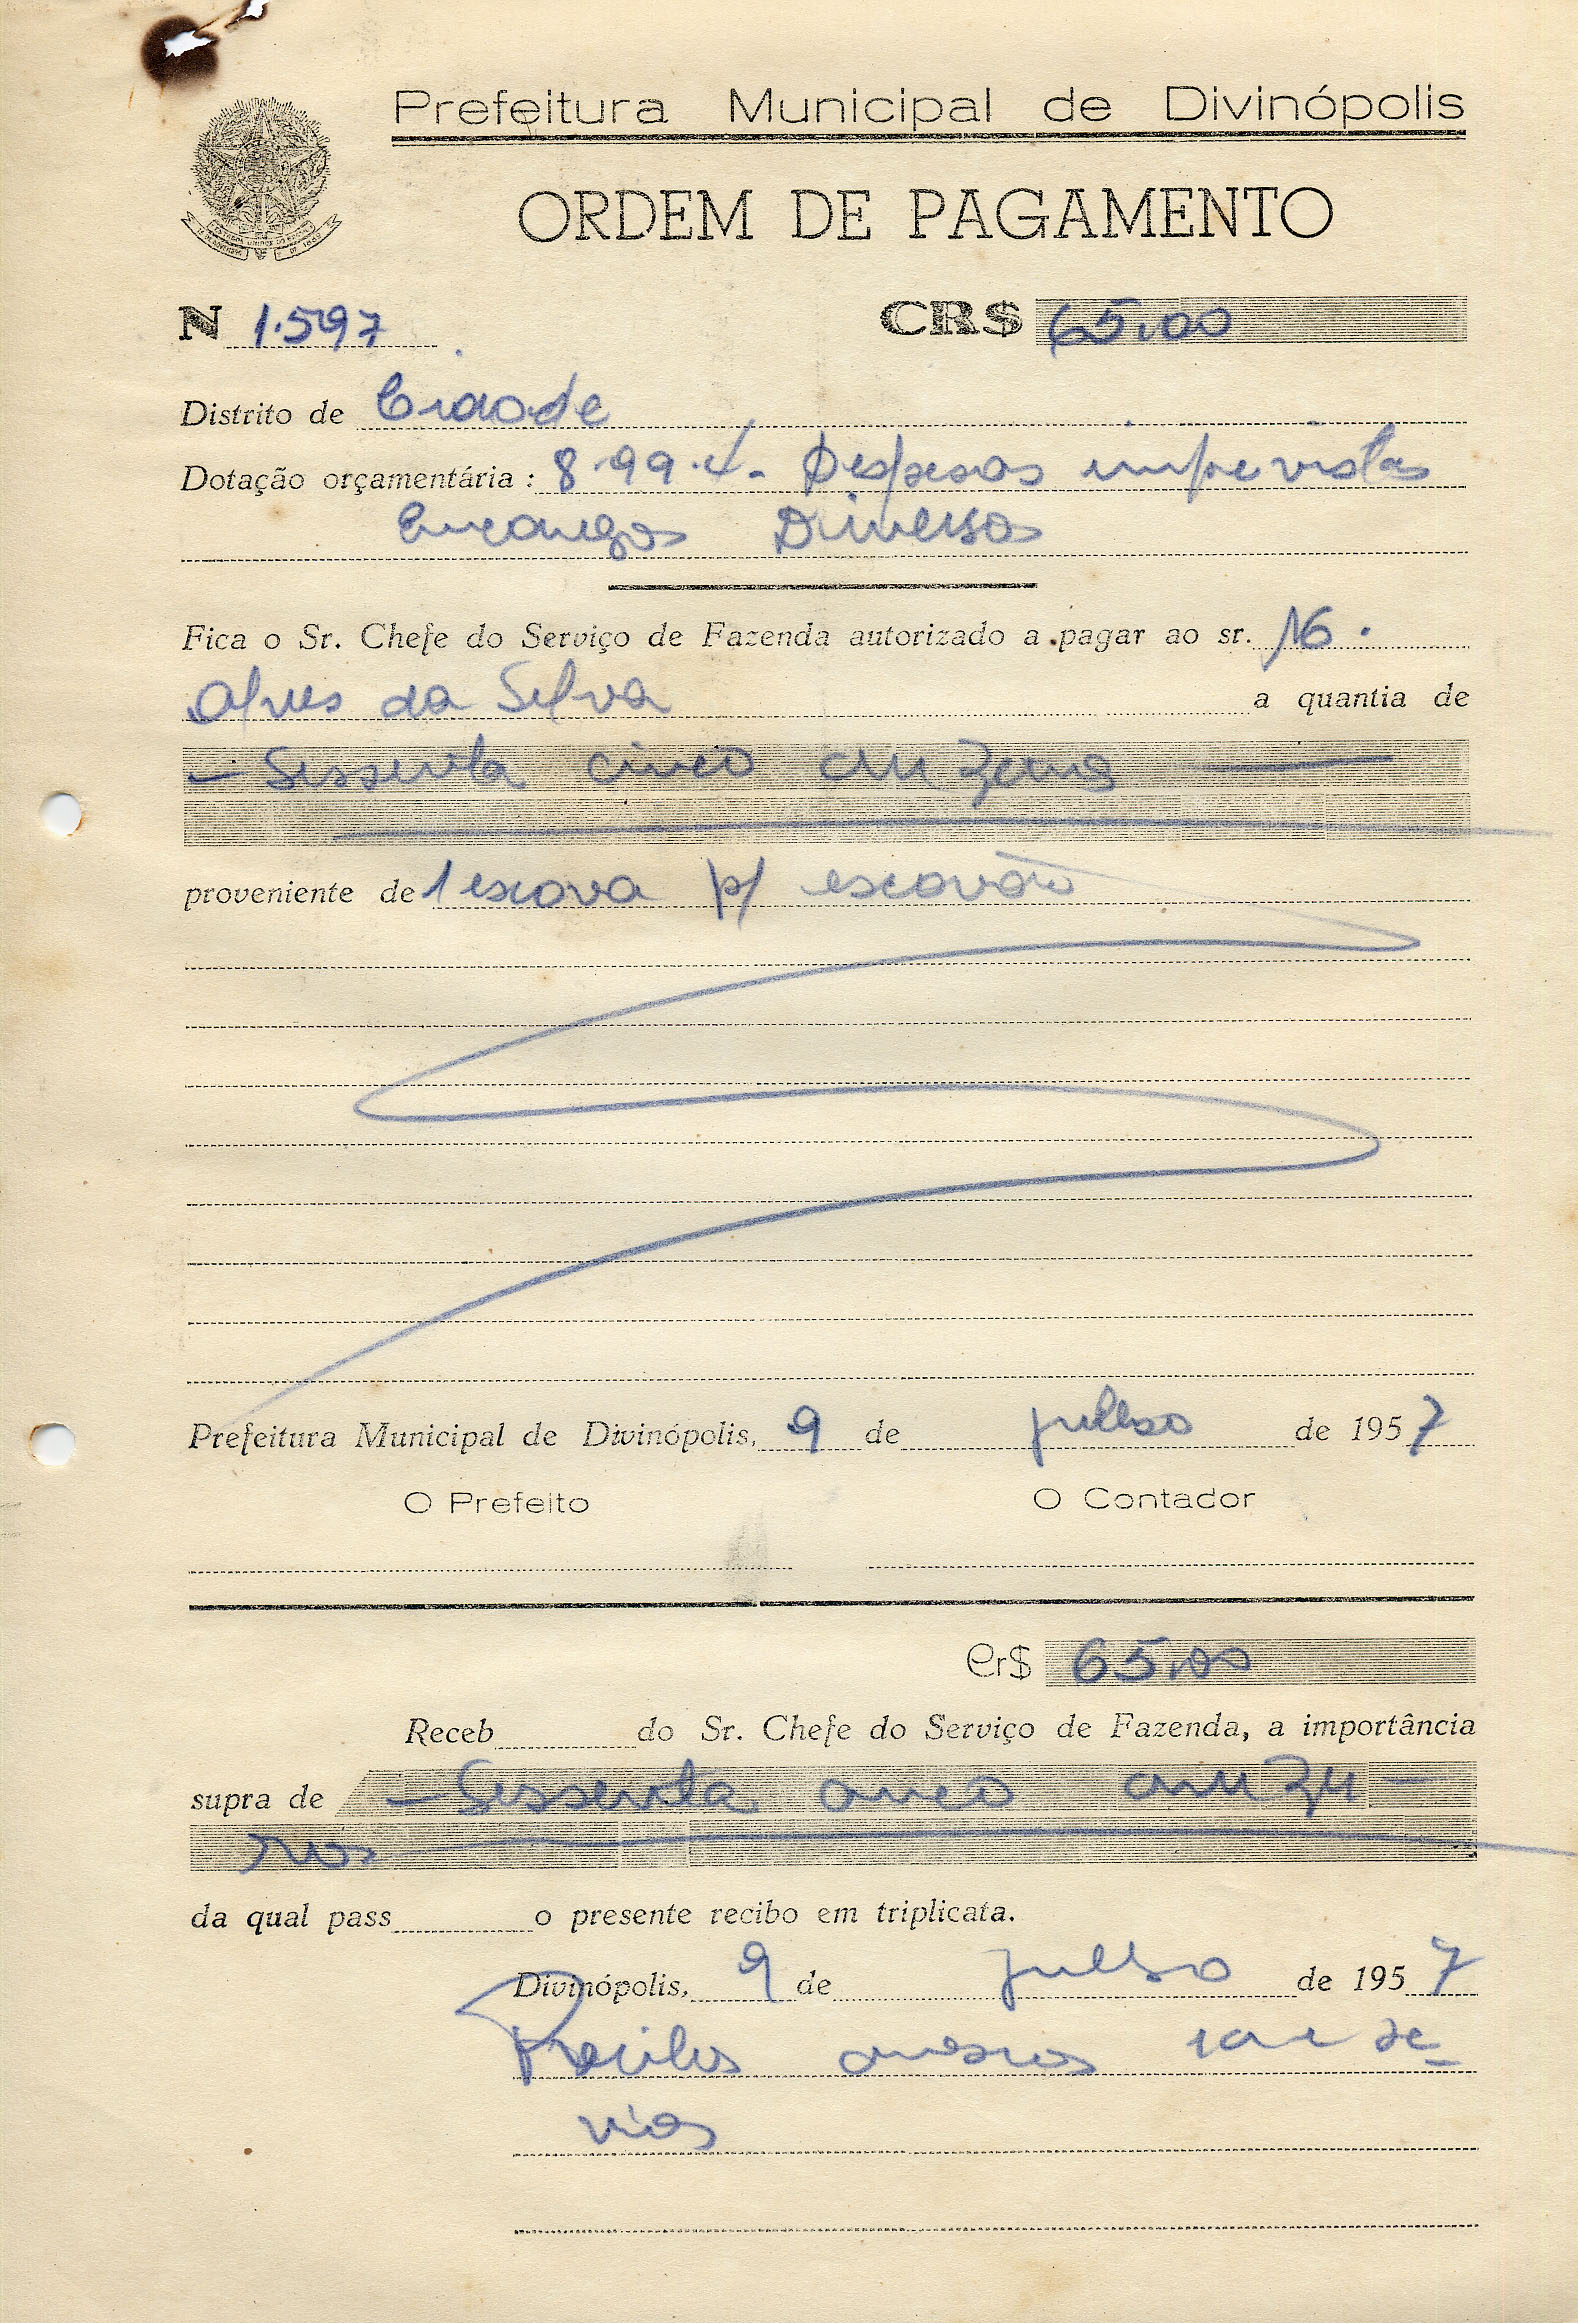 Prefeitura Municipal de Divinópolis
ORDEM DE PAGAMENTO
N 1.597 CR$ 65,00
Distrito de Cidade
Dotação orçamentária: 8.99.4 - Despesas imprevistas
Encargos Diversos
Fica o Sr. Chefe do Serviço de Fazenda autorizado a pagar ao sr.
Alves da Silva a quantia de
- Sessenta cinco cruzeiros
proveniente de 1 escova p/ escovão
Prefeitura Municipal de Divinópolis, 9 de julho de 1957
O Prefeito O Contador
Cr$ 65,00
Receb do Sr. Chefe do Serviço de Fazenda, a importância
supra de - Sessenta cinco cruzei-
ros
da qual pass o presente recibo em triplicata.
Divinópolis, 9 de julho de 1957
Recibos anexos